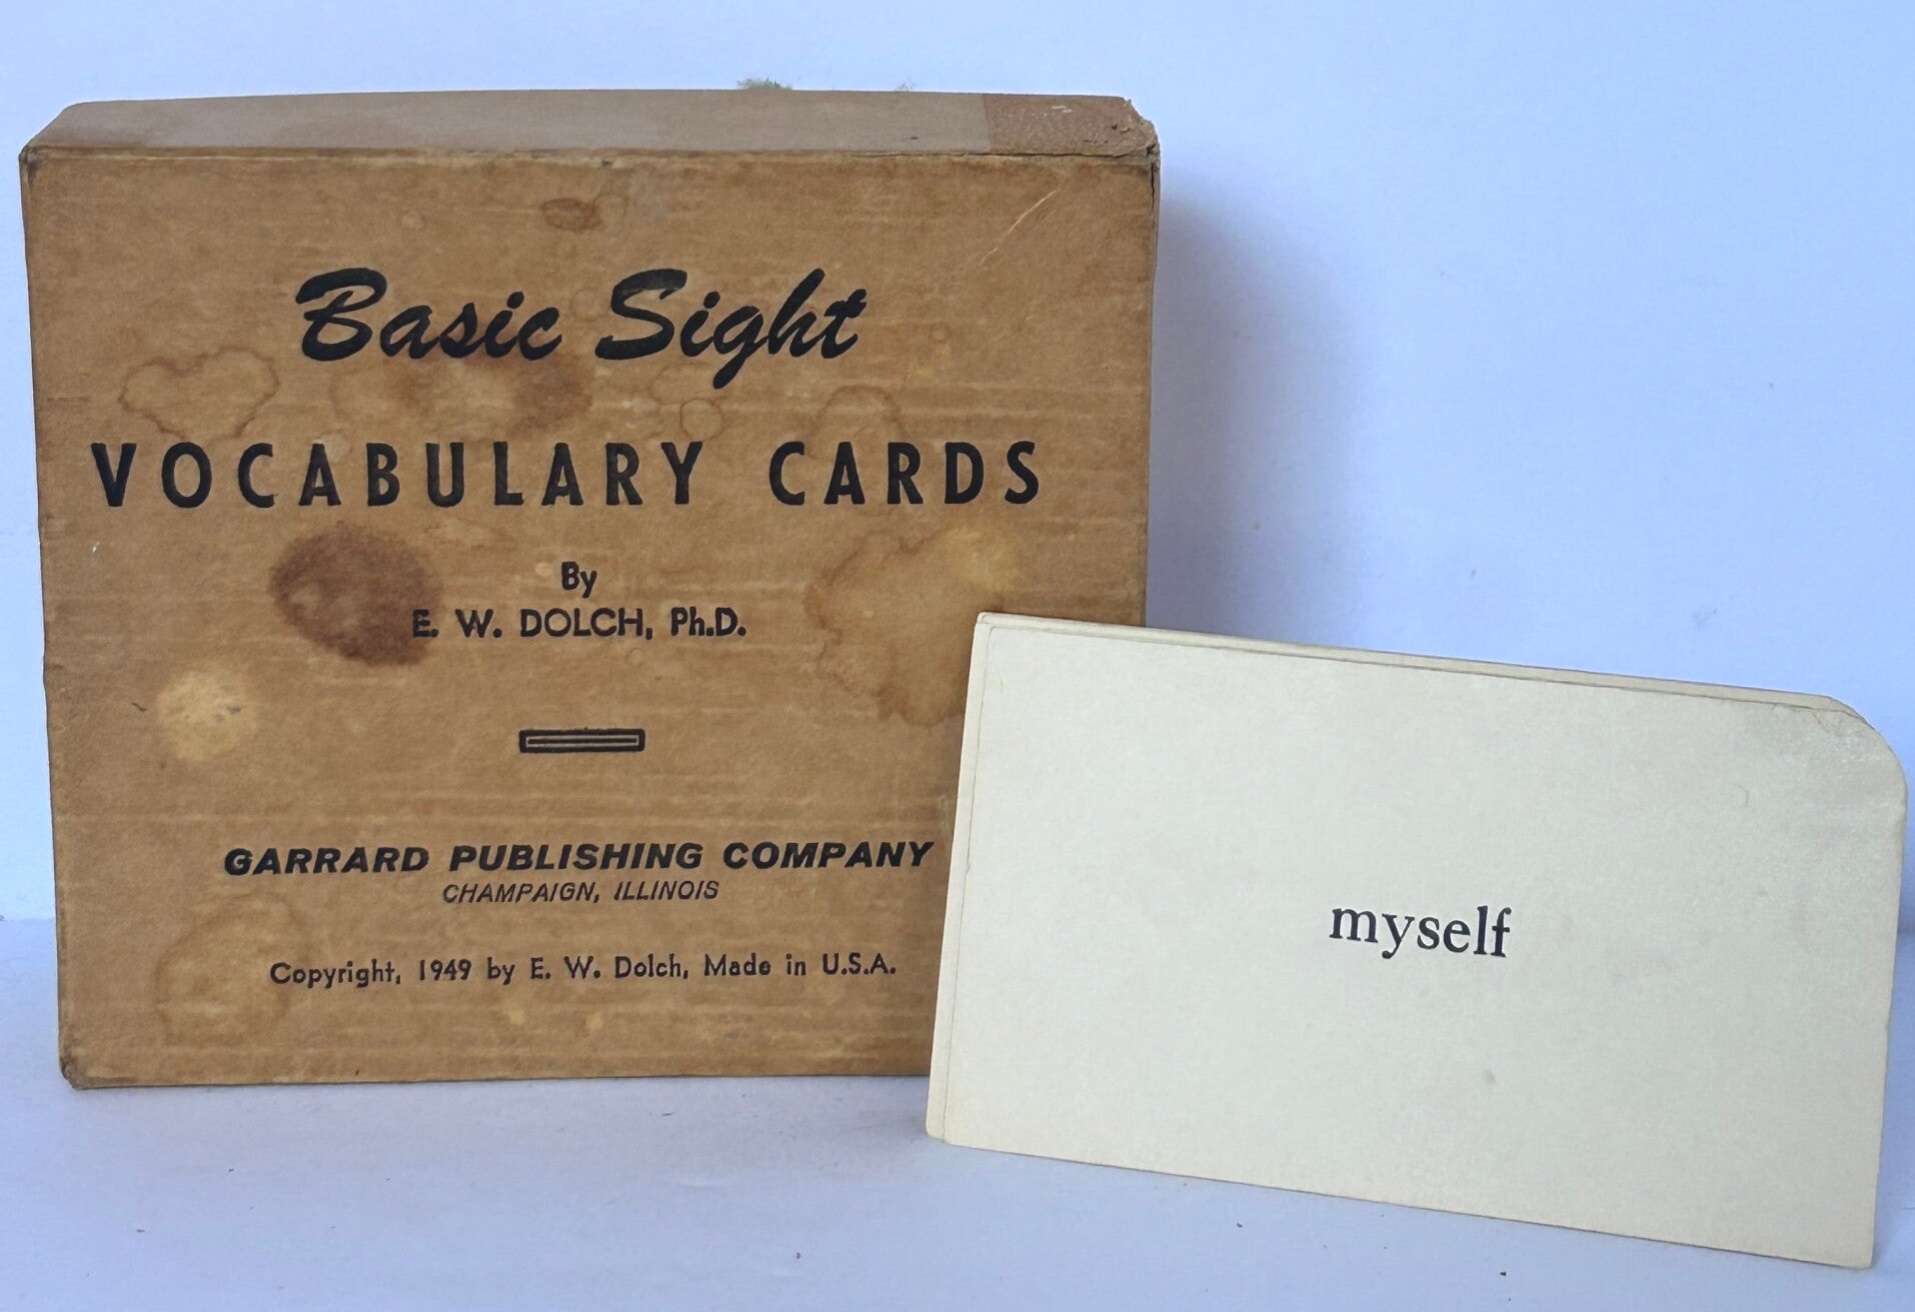 Basic Sight
VOCABULARY CARDS
By
E. W. DOLCH, Ph.D.
GARRARD PUBLISHING COMPANY
CHAMPAIGN, ILLINOIS
Copyright, 1949 by E. W. Dolch, Made in U.S.A.
myself